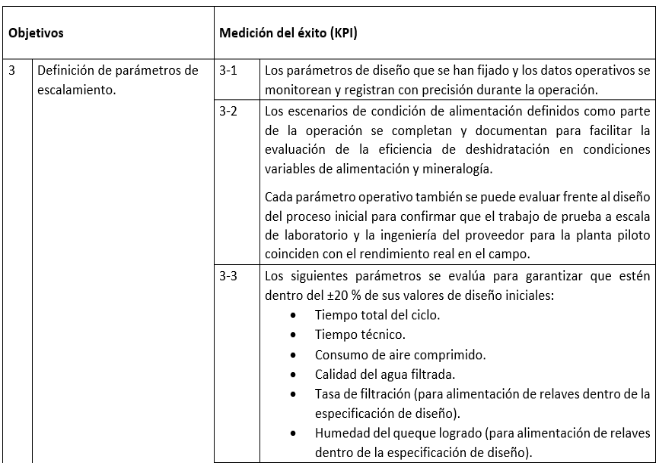 Objetivos
Medición del éxito (KPI)
3
Definición de parámetros de
escalamiento.
3-1
Los parámetros de diseño que se han fijado y los datos operativos se
monitorean y registran con precisión durante la operación.
3-2
Los escenarios de condición de alimentación definidos como parte
de la operación se completan y documentan para facilitar la
evaluación de la eficiencia de deshidratación en condiciones
variables de alimentación y mineralogía.
Cada parámetro operativo también se puede evaluar frente al diseño
del proceso inicial para confirmar que el trabajo de prueba a escala
de laboratorio y la ingeniería del proveedor para la planta piloto
coinciden con el rendimiento real en el campo.
3-3
Los siguientes parámetros se evalúa para garantizar que estén
dentro del ±20 % de sus valores de diseño iniciales:
• Tiempo total del ciclo.
• Tiempo técnico.
• Consumo de aire comprimido.
• Calidad del agua filtrada.
• Tasa de filtración (para alimentación de relaves dentro de la
especificación de diseño).
• Humedad del queque logrado (para alimentación de relaves
dentro de la especificación de diseño).